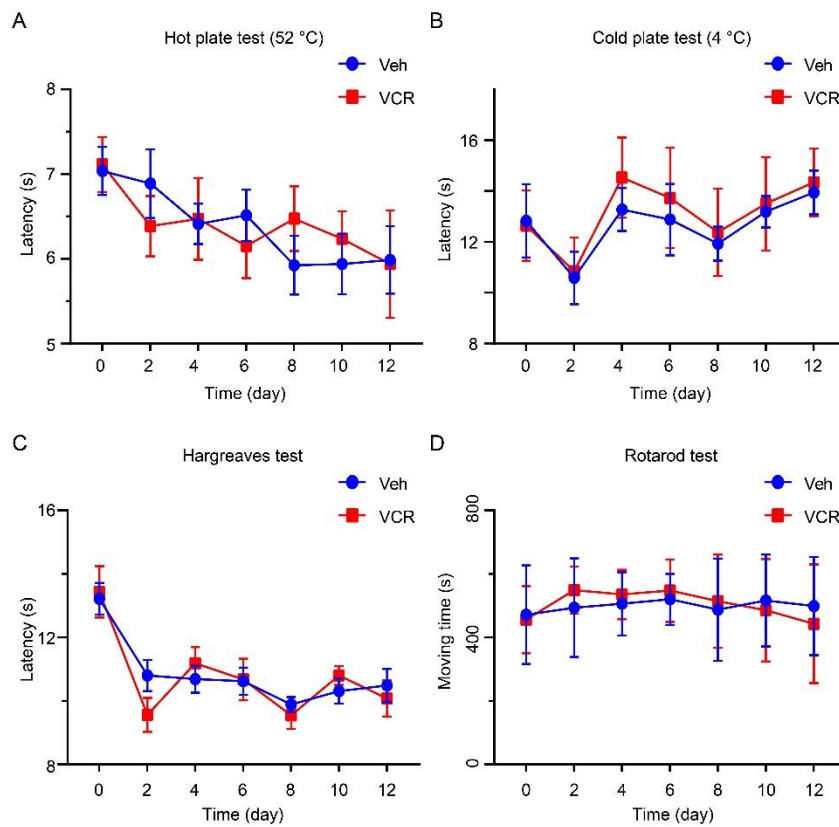 A
Hot plate test (52 °C)
Veh
VCR
8
7
6
5
Latency (s)
0 2 4 6 8 10 12
Time (day)
B
Cold plate test (4 °C)
Veh
VCR
16
12
8
Latency (s)
0 2 4 6 8 10 12
Time (day)
C
Hargreaves test
Veh
VCR
16
12
8
Latency (s)
0 2 4 6 8 10 12
Time (day)
D
Rotarod test
Veh
VCR
800
400
0
Moving time (s)
0 2 4 6 8 10 12
Time (day)